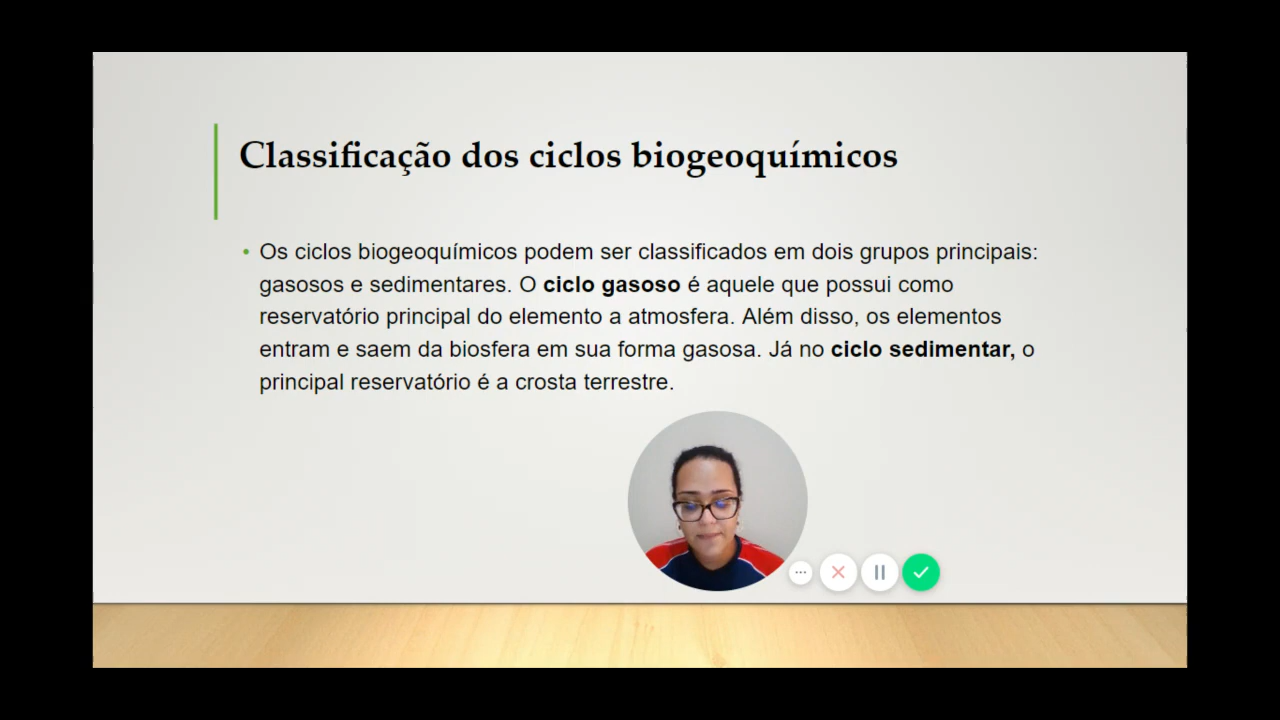 Classificação dos ciclos biogeoquímicos
• Os ciclos biogeoquímicos podem ser classificados em dois grupos principais:
gasosos e sedimentares. O ciclo gasoso é aquele que possui como
reservatório principal do elemento a atmosfera. Além disso, os elementos
entram e saem da biosfera em sua forma gasosa. Já no ciclo sedimentar, o
principal reservatório é a crosta terrestre.